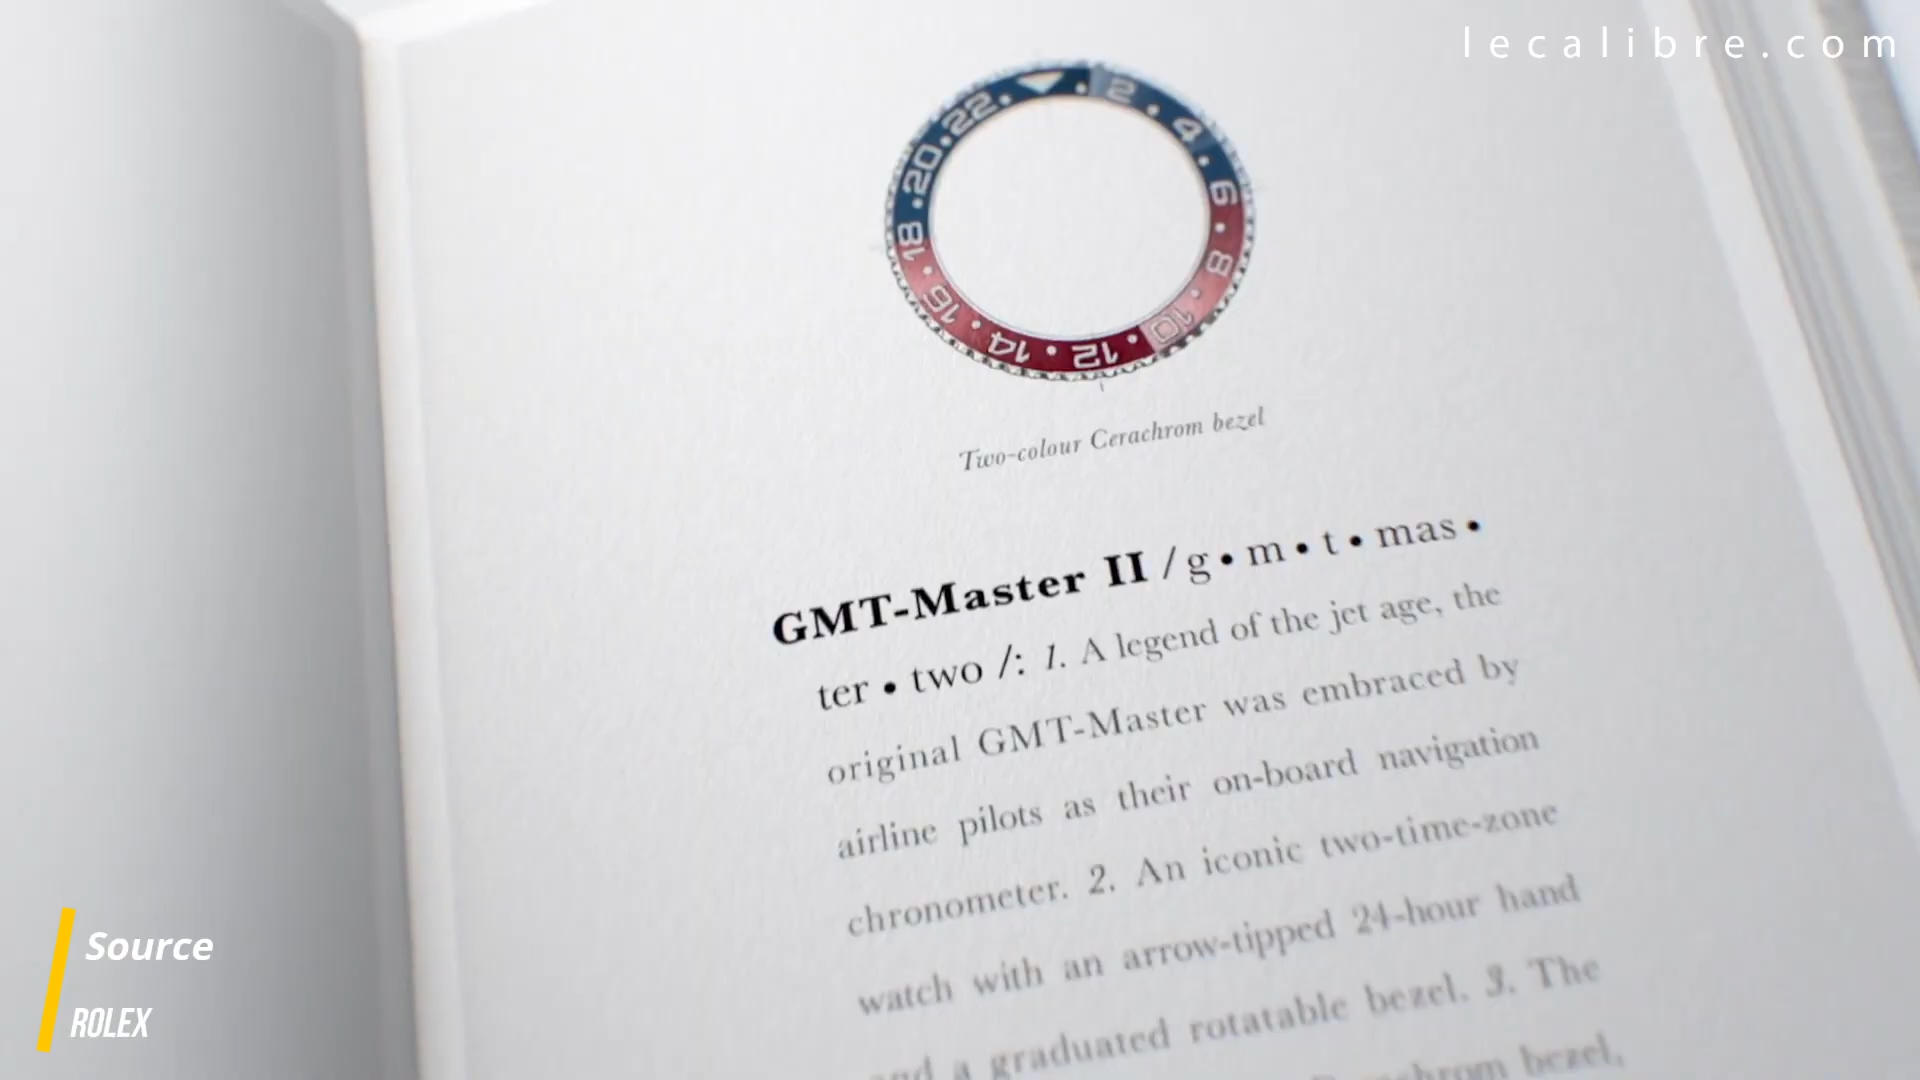 lecalibre.com
22 2 4 6 8 10 12 14 16 18 20
Two-colour Cerachrom bezel
GMT-Master II / g • m • t • mas •
ter • two /: 1. A legend of the jet age, the
original GMT-Master was embraced by
airline pilots as their on-board navigation
chronometer. 2. An iconic two-time-zone
watch with an arrow-tipped 24-hour hand
and a graduated rotatable bezel. 3. The
bezel,
Source
ROLEX